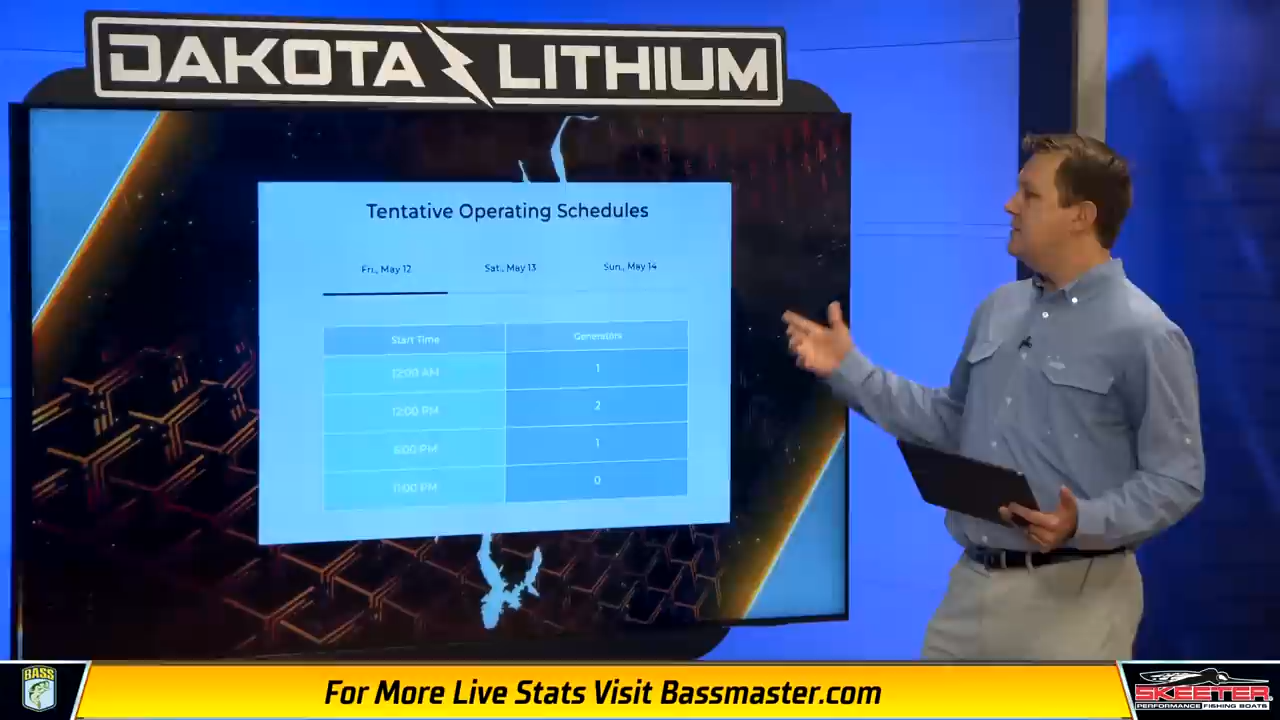 DAKOTA LITHIUM
Tentative Operating Schedules
Fri., May 12 Sat., May 13 Sun., May 14
Start Time Generators
12:00 AM 1
12:00 PM 2
5:00 PM 1
11:00 PM 0
BASS
For More Live Stats Visit Bassmaster.com
SKEETER
PERFORMANCE FISHING BOATS